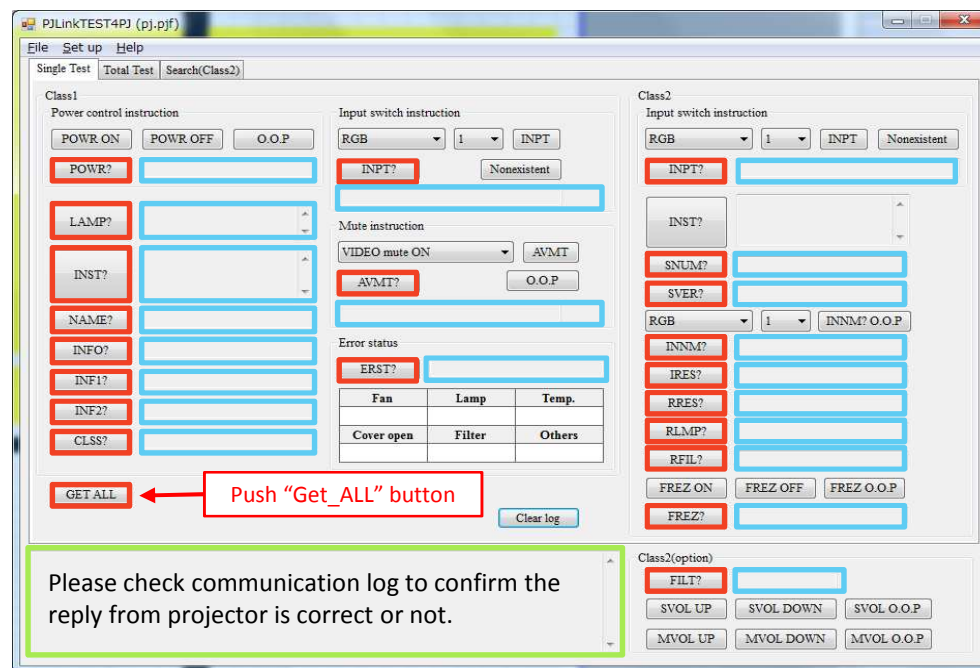 PJLinkTEST4PJ (pj.pjf)
File Set up Help
Single Test Total Test Search(Class2)
Class1
Power control instruction
POWR ON POWR OFF O.O.P
POWR?
LAMP?
INST?
NAME?
INFO?
INF1?
INF2?
CLSS?
GET ALL
Push “Get_ALL” button
Input switch instruction
RGB 1 INPT
INPT? Nonexistent
Mute instruction
VIDEO mute ON AVMT
AVMT? O.O.P
Error status
ERST?
Fan Lamp Temp.
Cover open Filter Others
Clear log
Class2
Input switch instruction
RGB 1 INPT Nonexistent
INPT?
INST?
SNUM?
SVER?
RGB 1 INNM? O.O.P
INNM?
IRES?
RRES?
RLMP?
RFIL?
FREZ ON FREZ OFF FREZ O.O.P
FREZ?
Please check communication log to confirm the
reply from projector is correct or not.
Class2(option)
FILT?
SVOL UP SVOL DOWN SVOL O.O.P
MVOL UP MVOL DOWN MVOL O.O.P